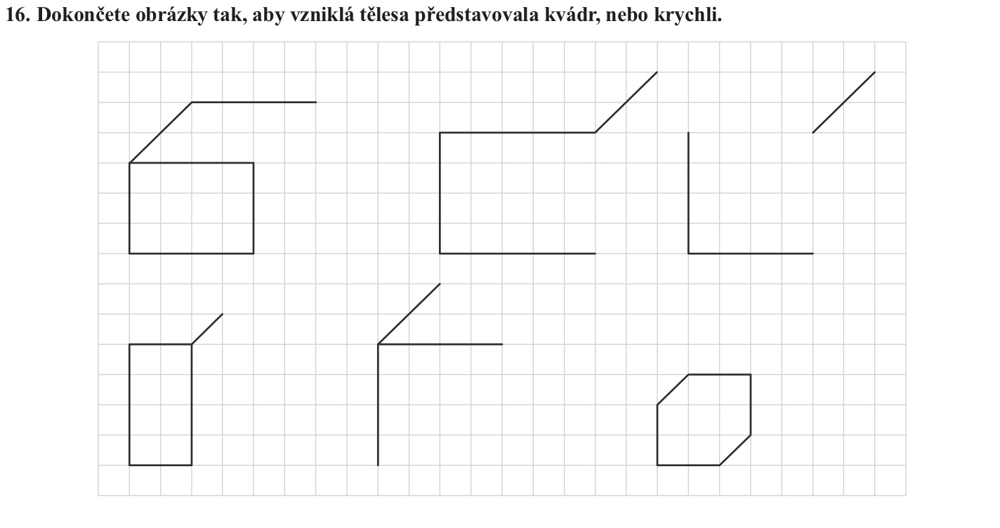 16. Dokončete obrázky tak, aby vzniklá tělesa představovala kvádr, nebo krychli.